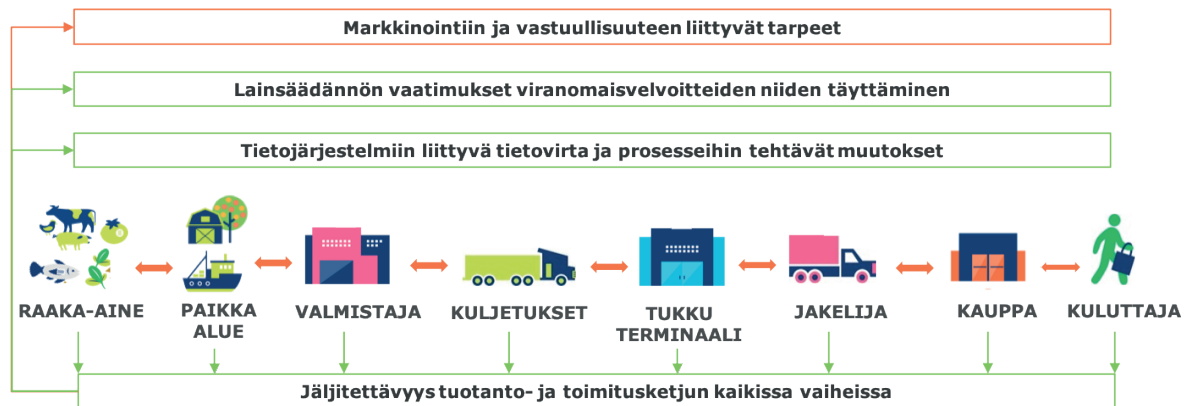 Markkinointiin ja vastuullisuuteen liittyvät tarpeet
Lainsäädännön vaatimukset viranomaisvelvoitteiden niiden täyttäminen
Tietojärjestelmiin liittyvä tietovirta ja prosesseihin tehtävät muutokset
RAAKA-AINE
PAIKKA
ALUE
VALMISTAJA
KULJETUKSET
TUKKU
TERMINAALI
JAKELIJA
KAUPPA
KULUTTAJA
Jäljitettävyys tuotanto- ja toimitusketjun kaikissa vaiheissa